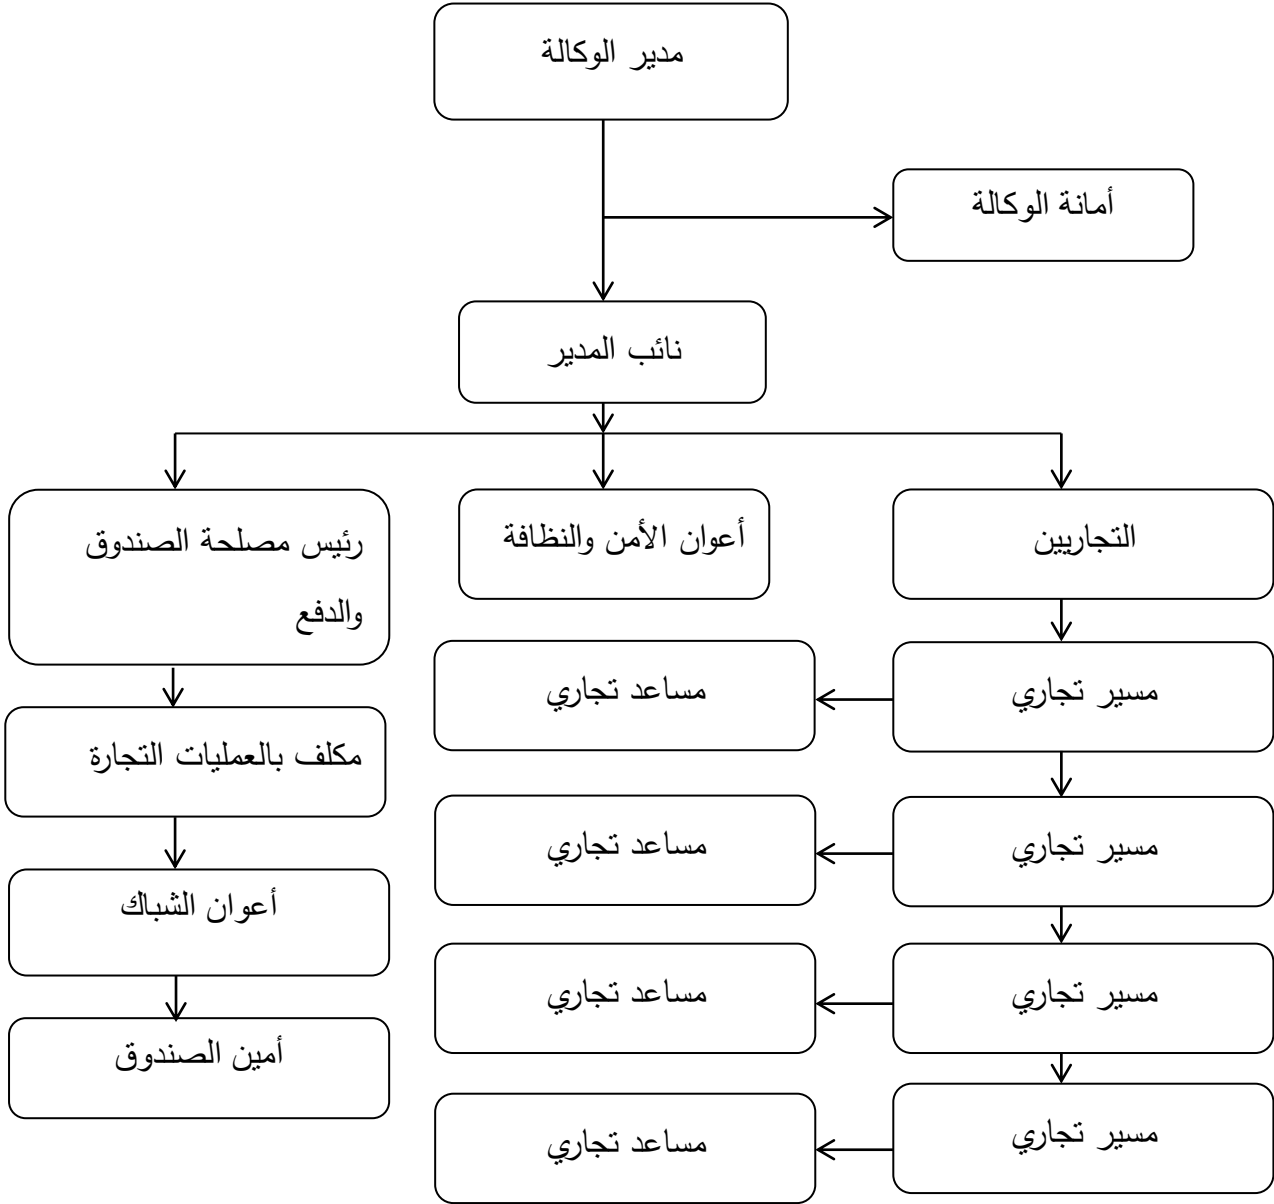 مدير الوكالة
أمانة الوكالة
نائب المدير
التجاريين
أعوان الأمن والنظافة
رئيس مصلحة الصندوق
والدفع
مسير تجاري
مساعد تجاري
مكلف بالعمليات التجارة
مسير تجاري
مساعد تجاري
أعوان الشباك
مسير تجاري
مساعد تجاري
أمين الصندوق
مسير تجاري
مساعد تجاري